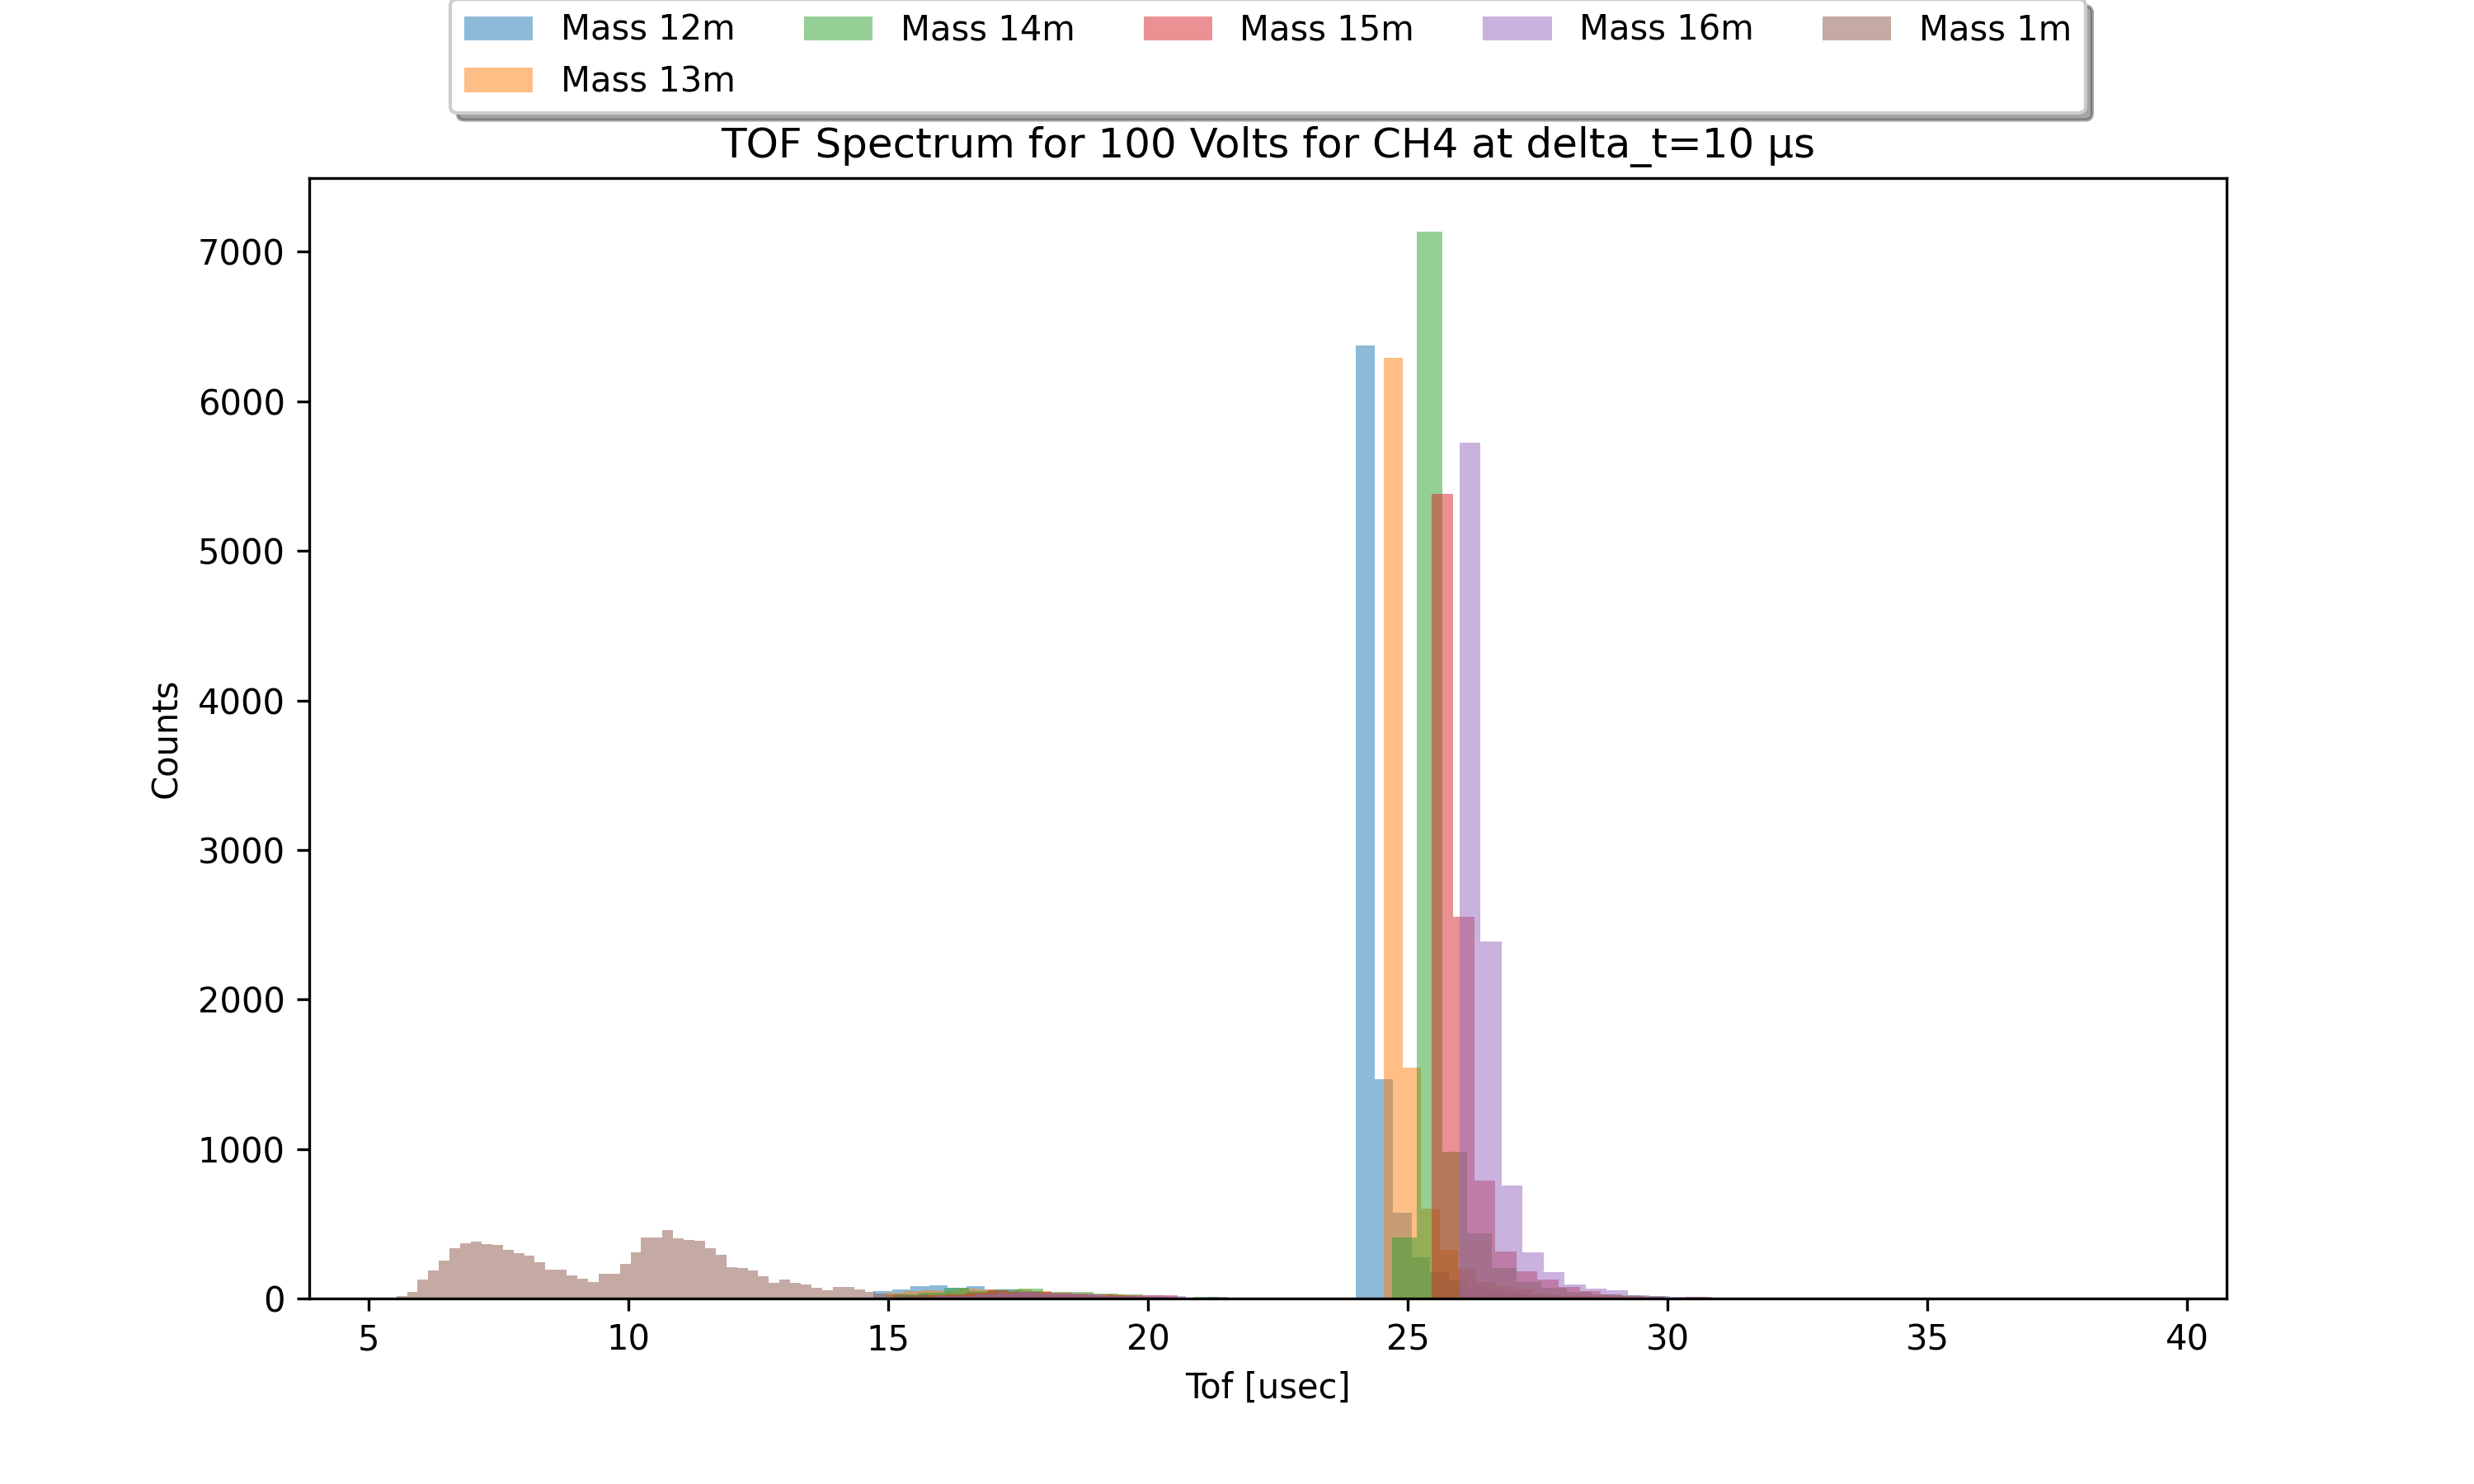 Mass 12m Mass 14m Mass 15m Mass 16m Mass 1m
Mass 13m
TOF Spectrum for 100 Volts for CH4 at delta_t=10 µs
7000
6000
5000
4000
3000
2000
1000
0
Counts
5 10 15 20 25 30 35 40
Tof [usec]